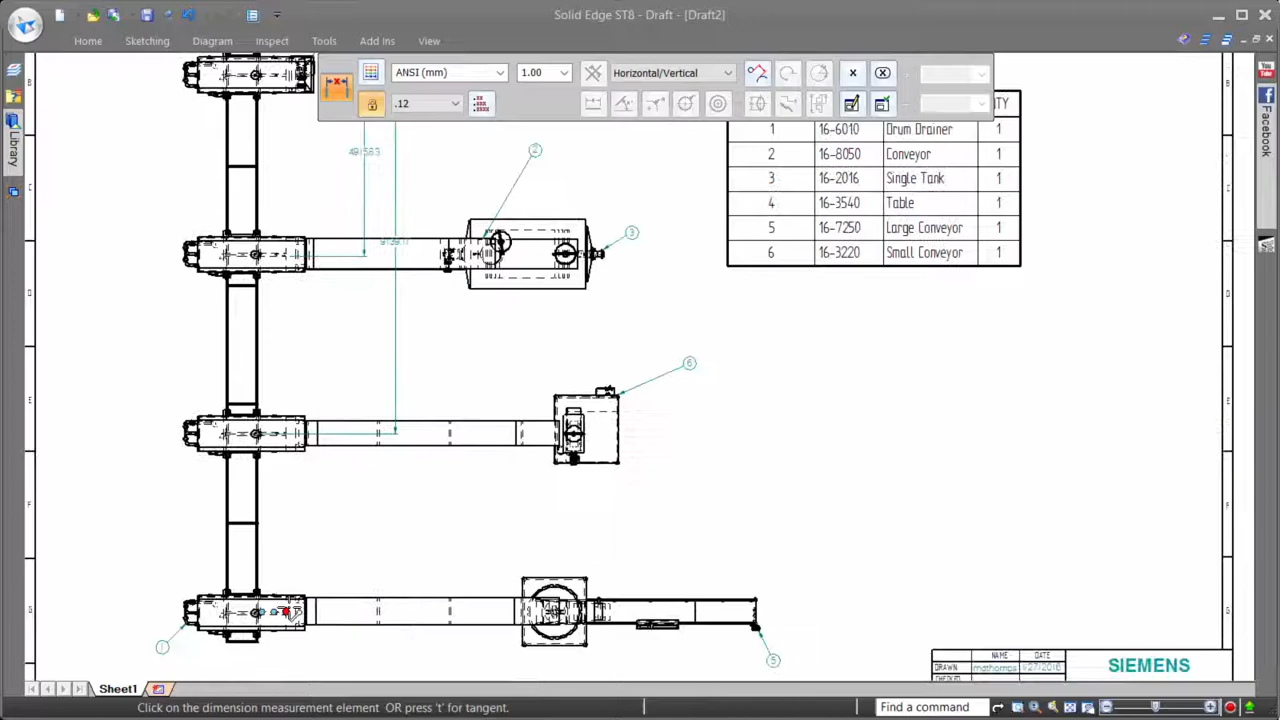 Solid Edge ST8 - Draft - [Draft2]
Home Sketching Diagram Inspect Tools Add Ins View
ANSI (mm) 1.00 Horizontal/Vertical
.12
Library
You Tube
Facebook
TY
1 16-6010 Drum Drainer 1
2 16-8050 Conveyor 1
3 16-2016 Single Tank 1
4 16-3540 Table 1
5 16-7250 Large Conveyor 1
6 16-3220 Small Conveyor 1
B
C
D
E
F
G
2
3
6
1
5
NAME DATE
DRAWN mathomps
SIEMENS
Sheet1
Click on the dimension measurement element OR press 't' for tangent.
Find a command